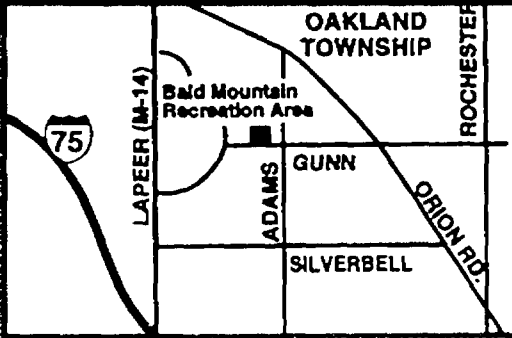 OAKLAND
TOWNSHIP
ROCHESTER
LAPEER (M-14)
Bald Mountain
Recreation Area
75
GUNN
ADAMS
ORION RD.
SILVERBELL